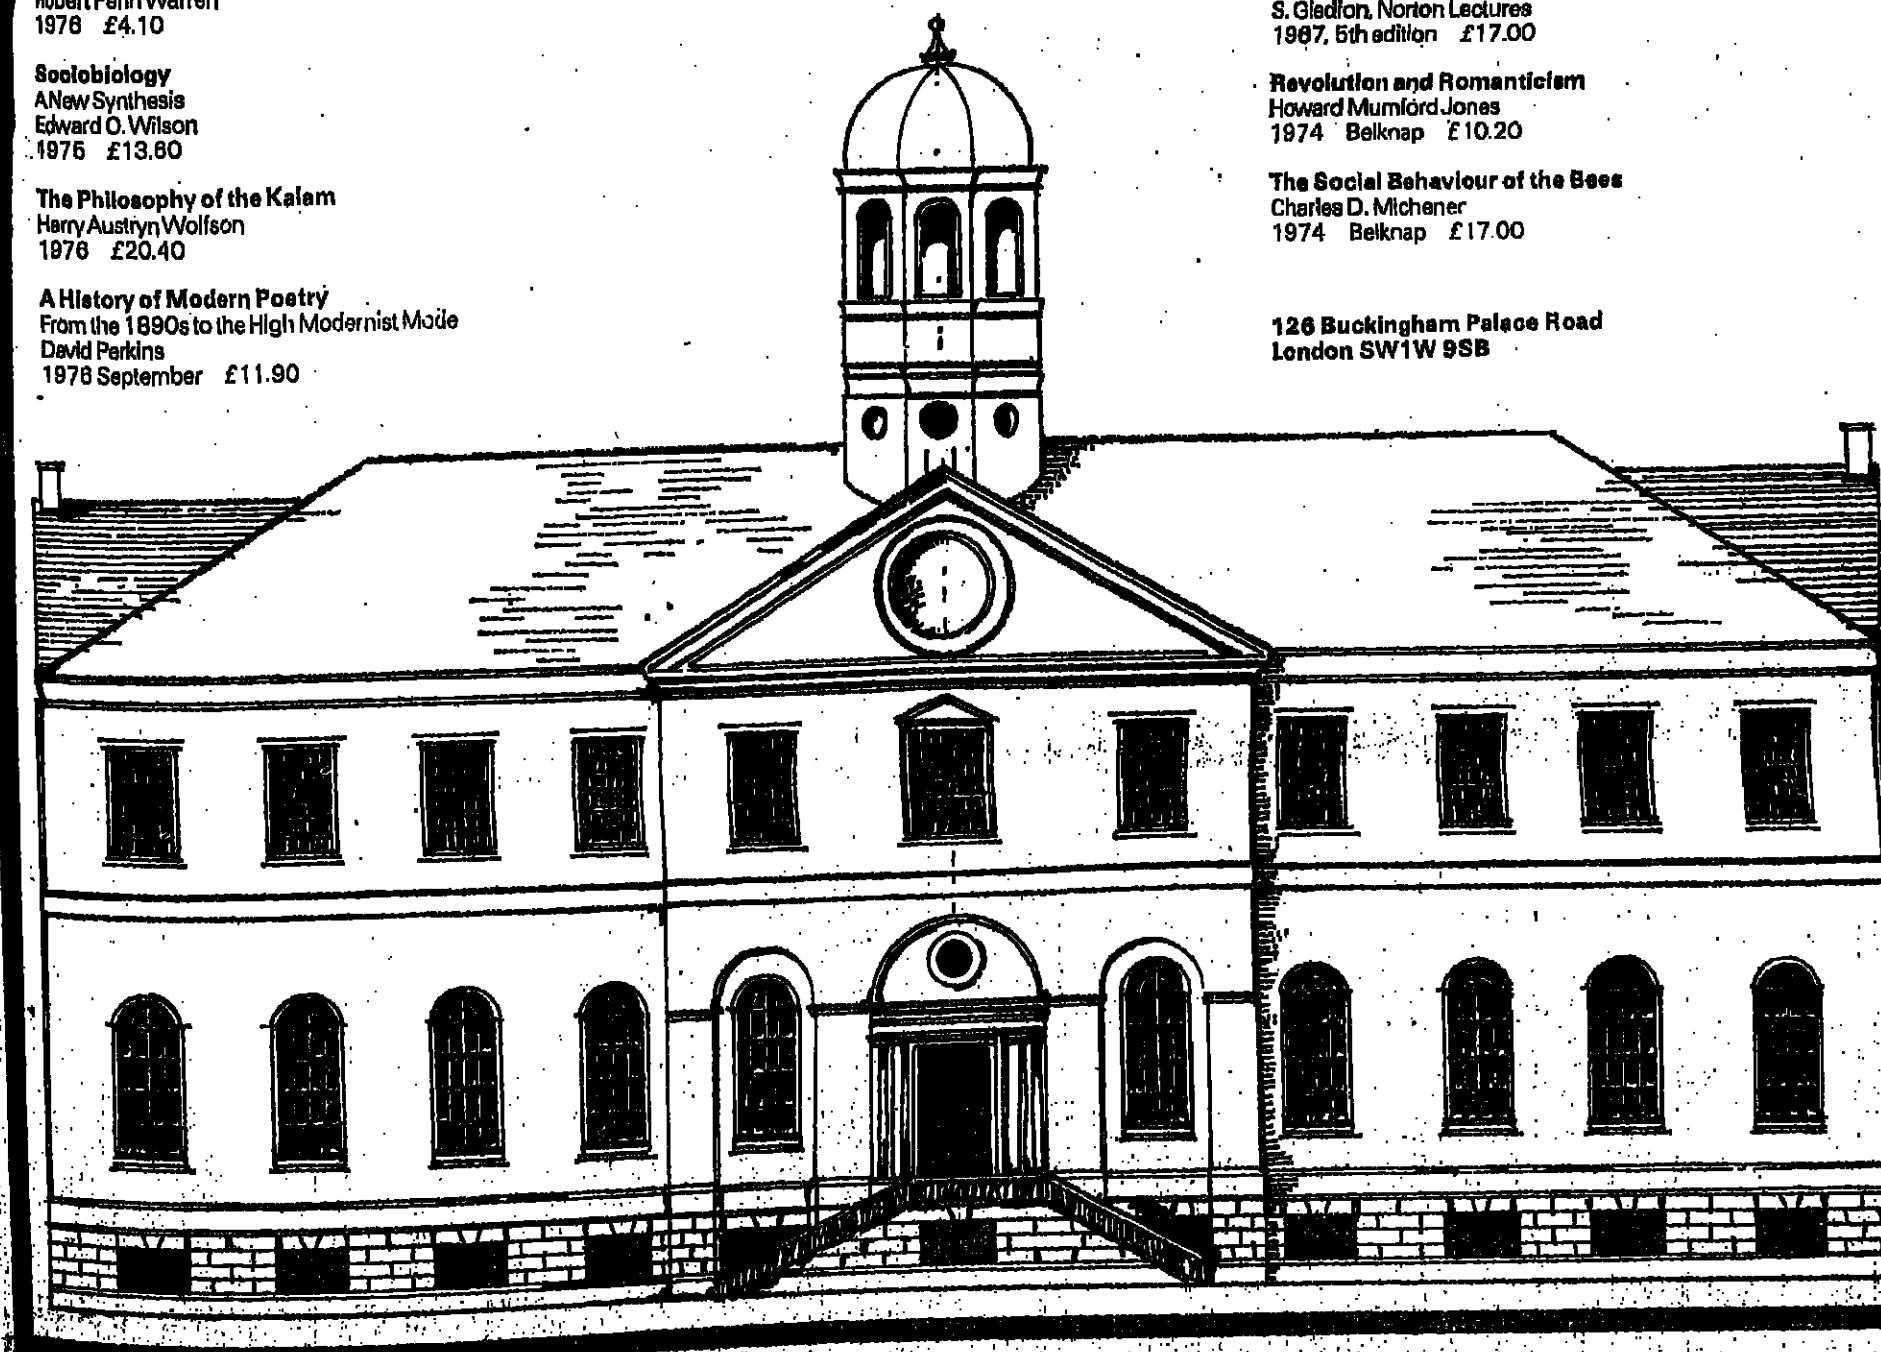 Robert Penn Warren
1976 £4.10
Sociobiology
A New Synthesis
Edward O. Wilson
1975 £13.60
The Philosophy of the Kalam
Harry Austryn Wolfson
1976 £20.40
A History of Modern Poetry
From the 1890s to the High Modernist Mode
David Perkins
1976 September £11.90
S. Giedion, Norton Lectures
1967, 5th edition £17.00
Revolution and Romanticism
Howard Mumford Jones
1974 Belknap £10.20
The Social Behaviour of the Bees
Charles D. Michener
1974 Belknap £17.00
126 Buckingham Palace Road
London SW1W 9SB